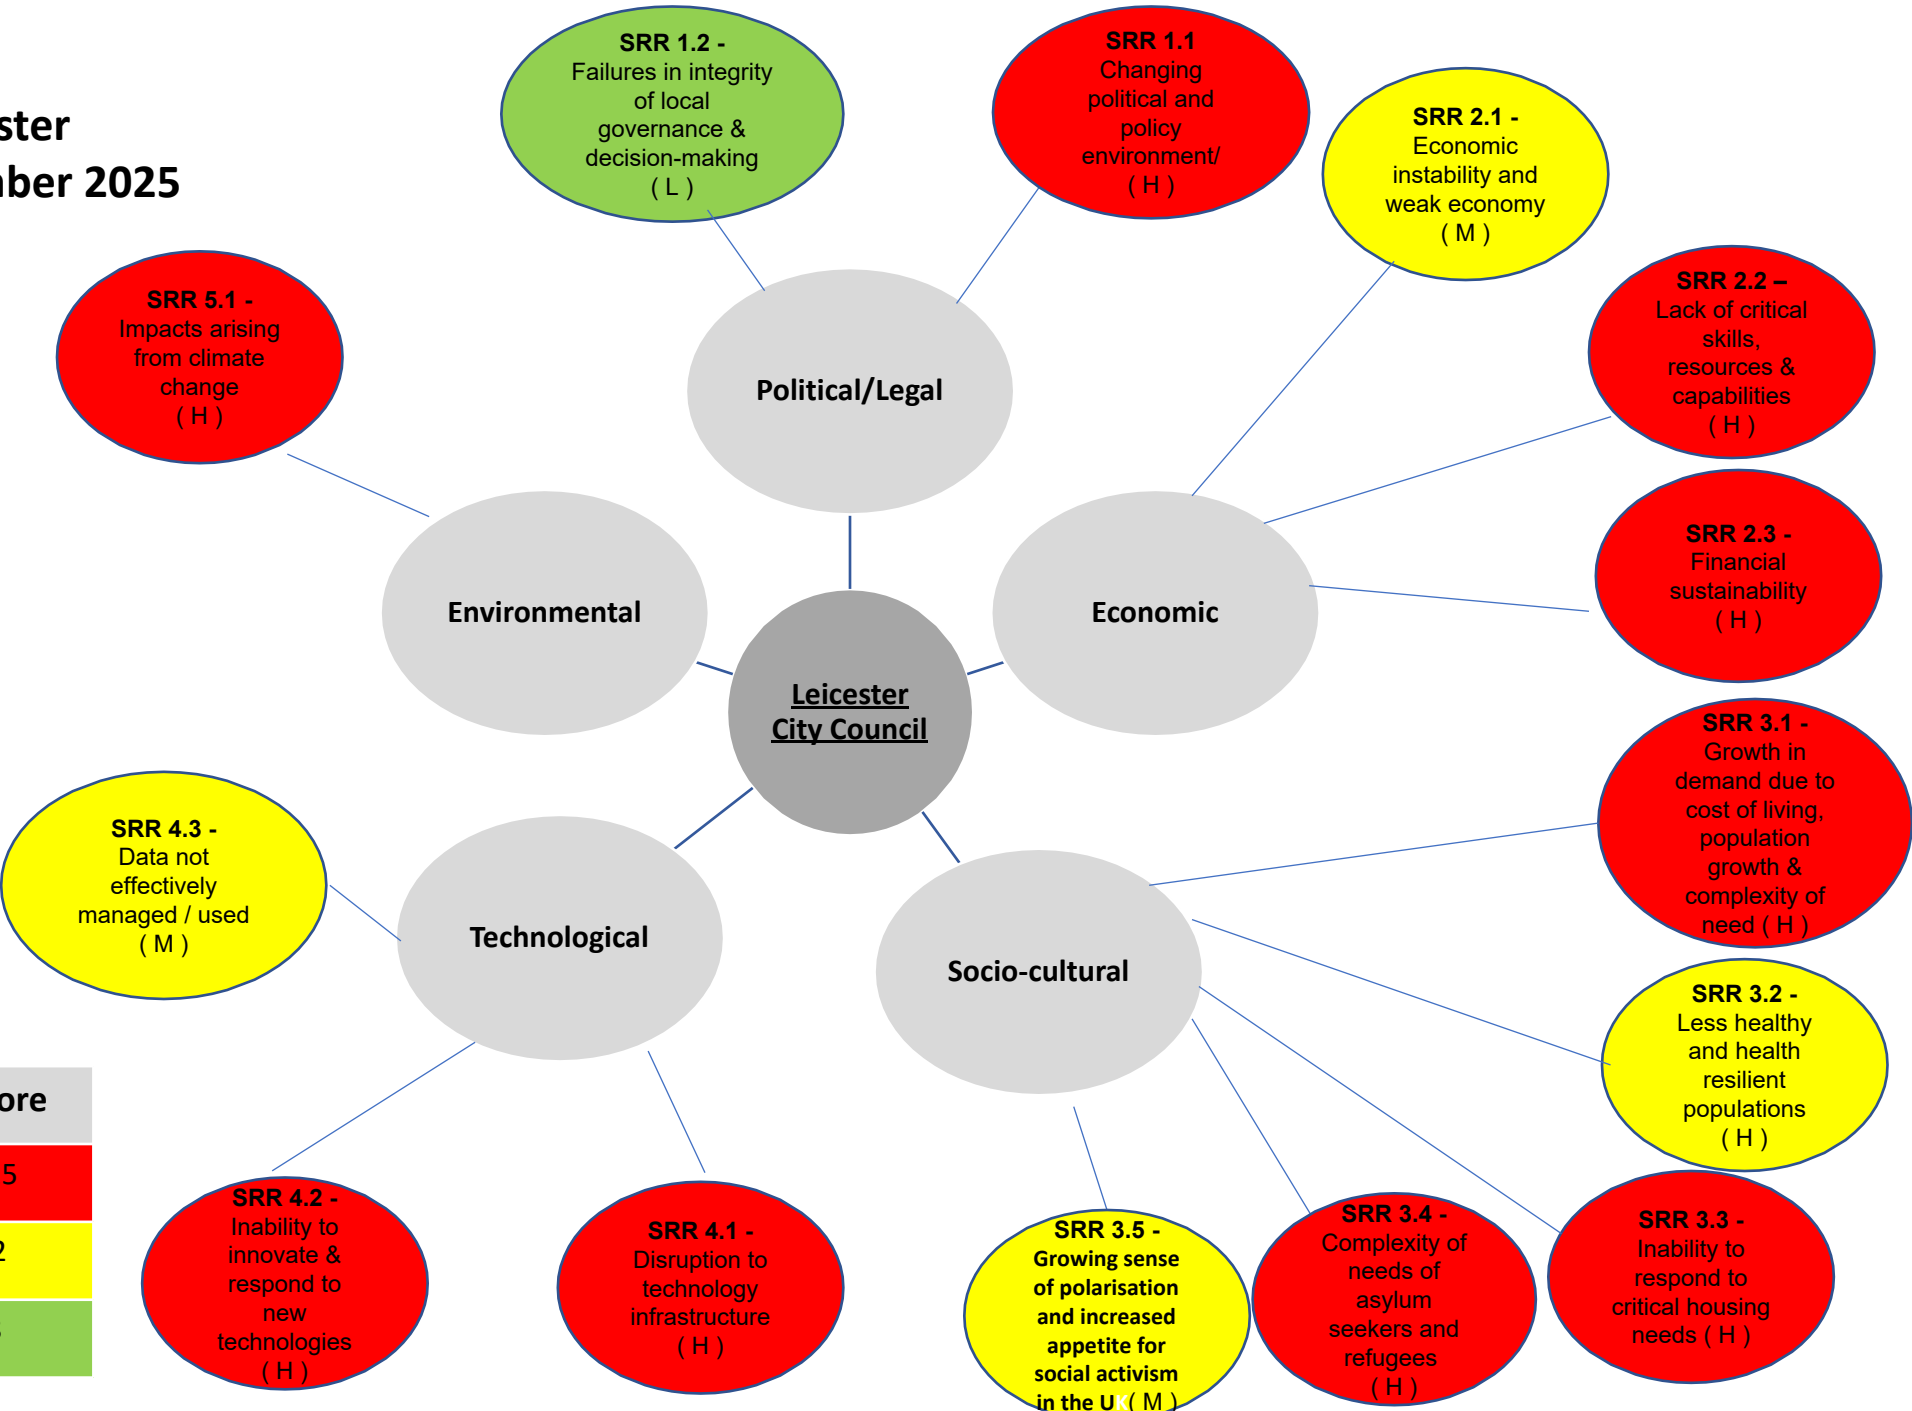 SRR 1.2 -
Failures in integrity
of local
governance &
decision-making
( L )
SRR 1.1
Changing
political and
policy
environment/
( H )
SRR 2.1 -
Economic
instability and
weak economy
( M )
ster
ber 2025
SRR 5.1 -
Impacts arising
from climate
change
( H )
SRR 2.2 –
Lack of critical
skills,
resources &
capabilities
( H )
Political/Legal
SRR 2.3 -
Financial
sustainability
( H )
Environmental
Economic
Leicester
City Council
SRR 3.1 -
Growth in
demand due to
cost of living,
population
growth &
complexity of
need ( H )
SRR 4.3 -
Data not
effectively
managed / used
( M )
Technological
Socio-cultural
SRR 3.2 -
Less healthy
and health
resilient
populations
( H )
ore
5
2
SRR 4.2 -
Inability to
innovate &
respond to
new
technologies
( H )
SRR 4.1 -
Disruption to
technology
infrastructure
( H )
SRR 3.5 -
Growing sense
of polarisation
and increased
appetite for
social activism
in the UK( M )
SRR 3.4 -
Complexity of
needs of
asylum
seekers and
refugees
( H )
SRR 3.3 -
Inability to
respond to
critical housing
needs ( H )